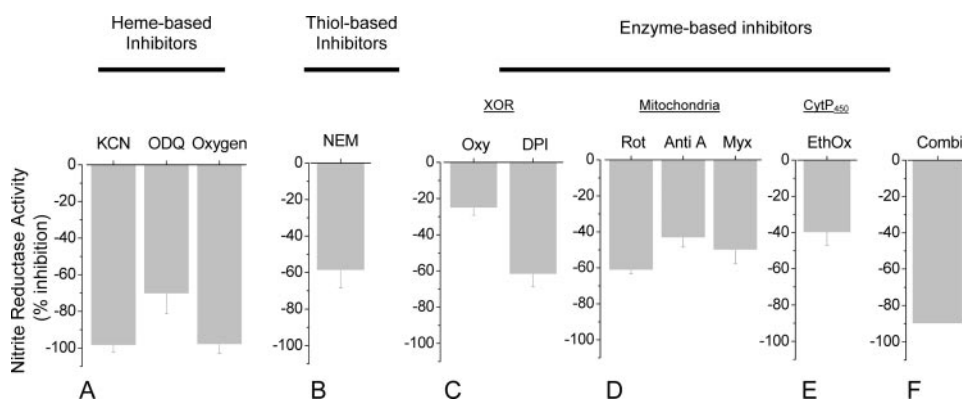 Heme-based
Inhibitors
Thiol-based
Inhibitors
Enzyme-based inhibitors
XOR
Mitochondria
CytP450
KCN ODQ Oxygen
NEM
Oxy DPI
Rot Anti A Myx
EthOx
Combi
Nitrite Reductase Activity
(% inhibition)
0 0 0 0 0 0
-20 -20 -20 -20 -20 -20
-40 -40 -40 -40 -40 -40
-60 -60 -60 -60 -60 -60
-80 -80 -80 -80 -80 -80
-100 -100 -100 -100 -100 -100
A B C D E F